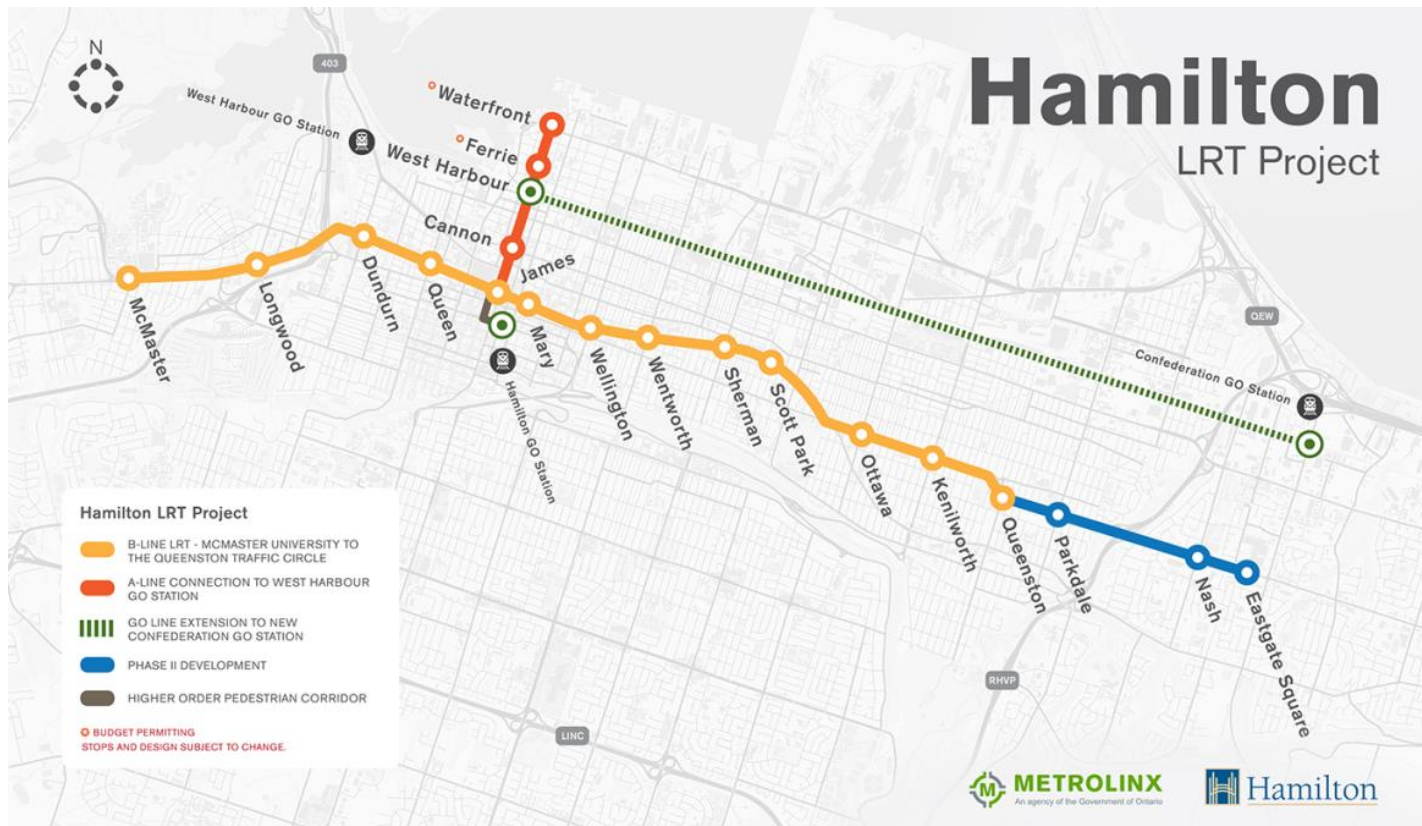 Hamilton
LRT Project
N
403
West Harbour GO Station
Waterfront
Ferrie
West Harbour
Cannon
James
McMaster
Longwood
Dundurn
Queen
Mary
Wellington
Wentworth
Sherman
Scott Park
Ottawa
Kenilworth
Queenston
Parkdale
Nash
Eastgate Square
Hamilton GO Station
Confederation GO Station
QEW
RHVP
LINC
Hamilton LRT Project
B-LINE LRT - MCMASTER UNIVERSITY TO
THE QUEENSTON TRAFFIC CIRCLE
A-LINE CONNECTION TO WEST HARBOUR
GO STATION
GO LINE EXTENSION TO NEW
CONFEDERATION GO STATION
PHASE II DEVELOPMENT
HIGHER ORDER PEDESTRIAN CORRIDOR
BUDGET PERMITTING
STOPS AND DESIGN SUBJECT TO CHANGE.
M METROLINX
An agency of the Government of Ontario
Hamilton